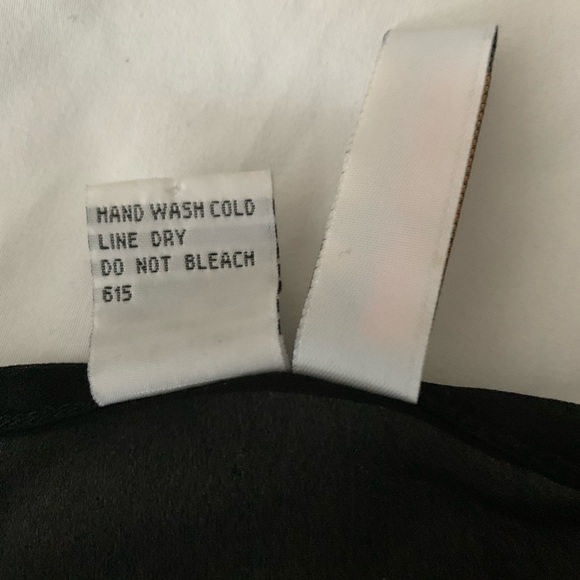 HAND WASH COLD
LINE DRY
DO NOT BLEACH
615